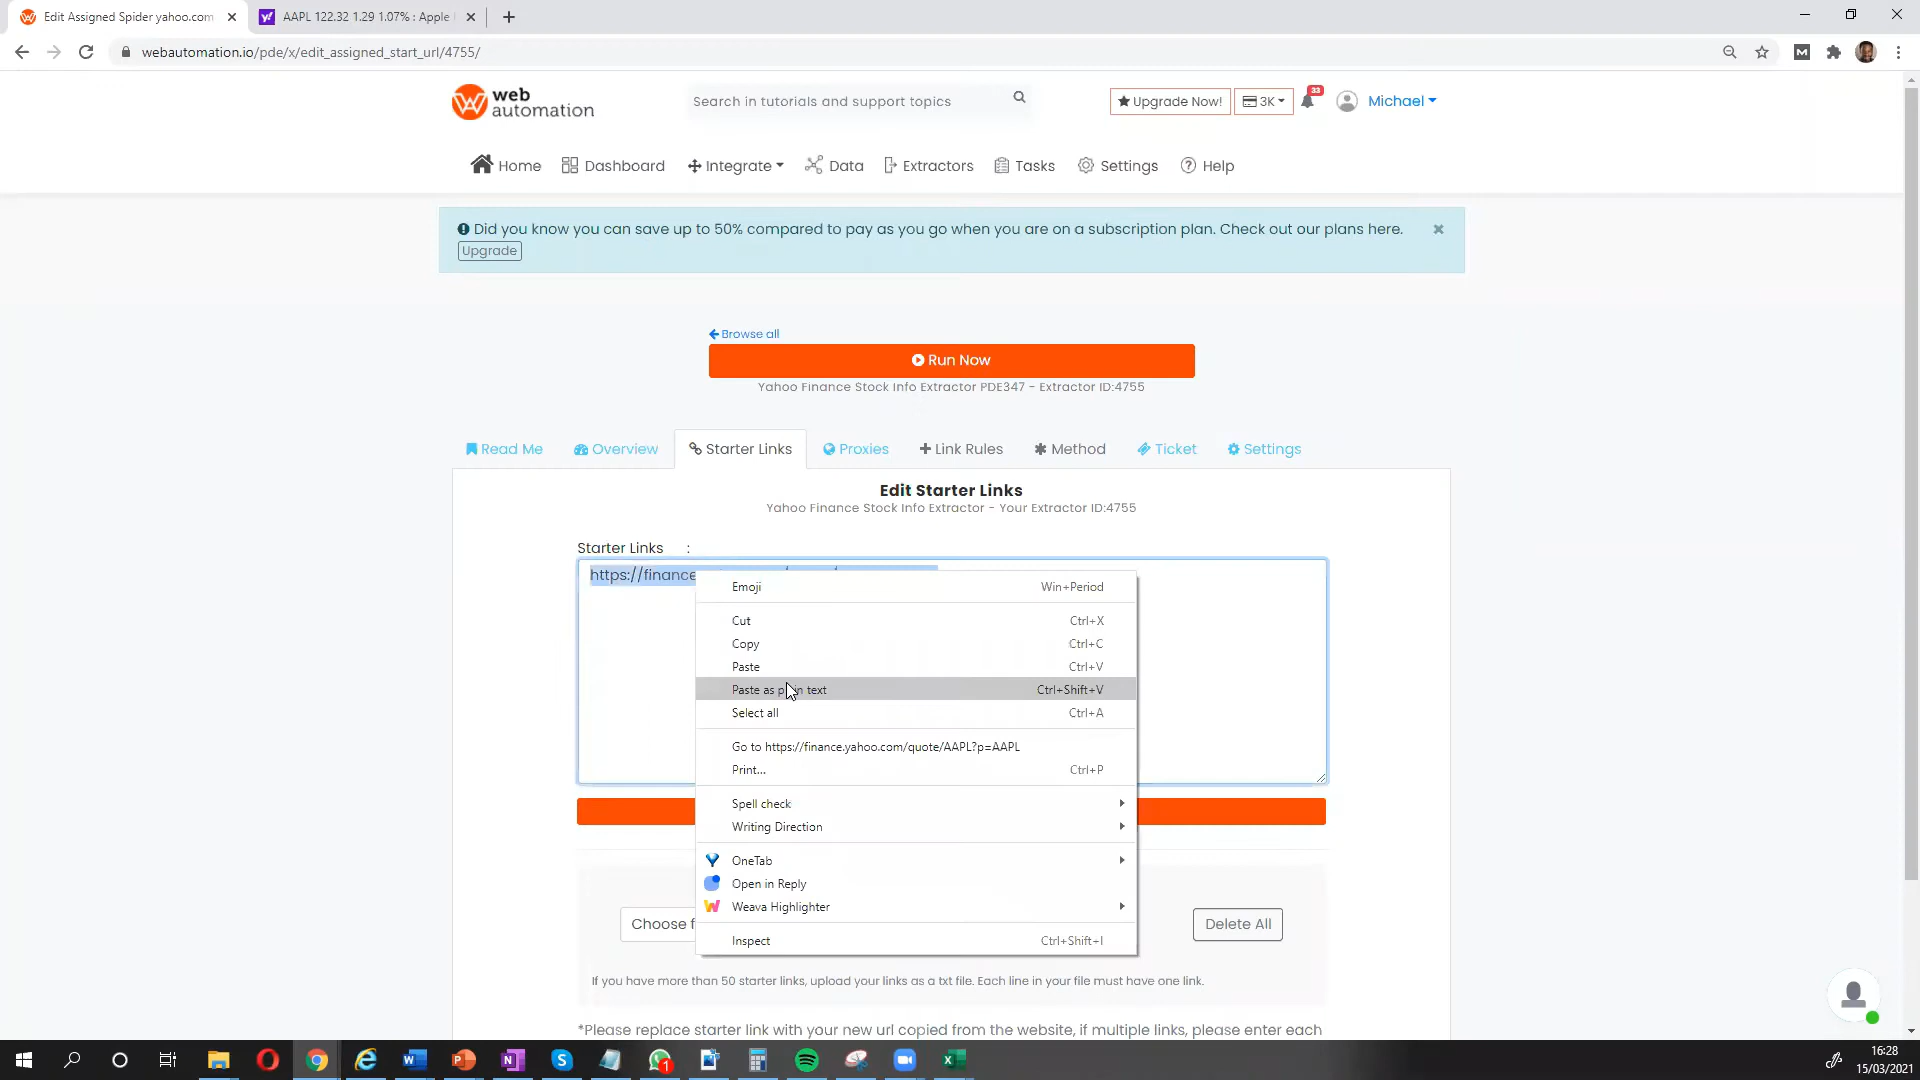 Edit Assigned Spider yahoo.com
AAPL 122.32 1.29 1.07% : Apple
webautomation.io/pde/x/edit_assigned_start_url/4755/
web
automation
Search in tutorials and support topics
Upgrade Now!
3K
33
Michael
Home
Dashboard
Integrate
Data
Extractors
Tasks
Settings
Help
Did you know you can save up to 50% compared to pay as you go when you are on a subscription plan. Check out our plans here.
Upgrade
Browse all
Run Now
Yahoo Finance Stock Info Extractor PDE347 - Extractor ID:4755
Read Me
Overview
Starter Links
Proxies
Link Rules
Method
Ticket
Settings
Edit Starter Links
Yahoo Finance Stock Info Extractor - Your Extractor ID:4755
Starter Links :
https://finance
Emoji Win+Period
Cut Ctrl+X
Copy Ctrl+C
Paste Ctrl+V
Paste as plain text Ctrl+Shift+V
Select all Ctrl+A
Go to https://finance.yahoo.com/quote/AAPL?p=AAPL
Print... Ctrl+P
Spell check
Writing Direction
OneTab
Open in Reply
Weava Highlighter
Inspect Ctrl+Shift+I
Choose f
Delete All
If you have more than 50 starter links, upload your links as a txt file. Each line in your file must have one link.
*Please replace starter link with your new url copied from the website, if multiple links, please enter each
1
16:28
15/03/2021